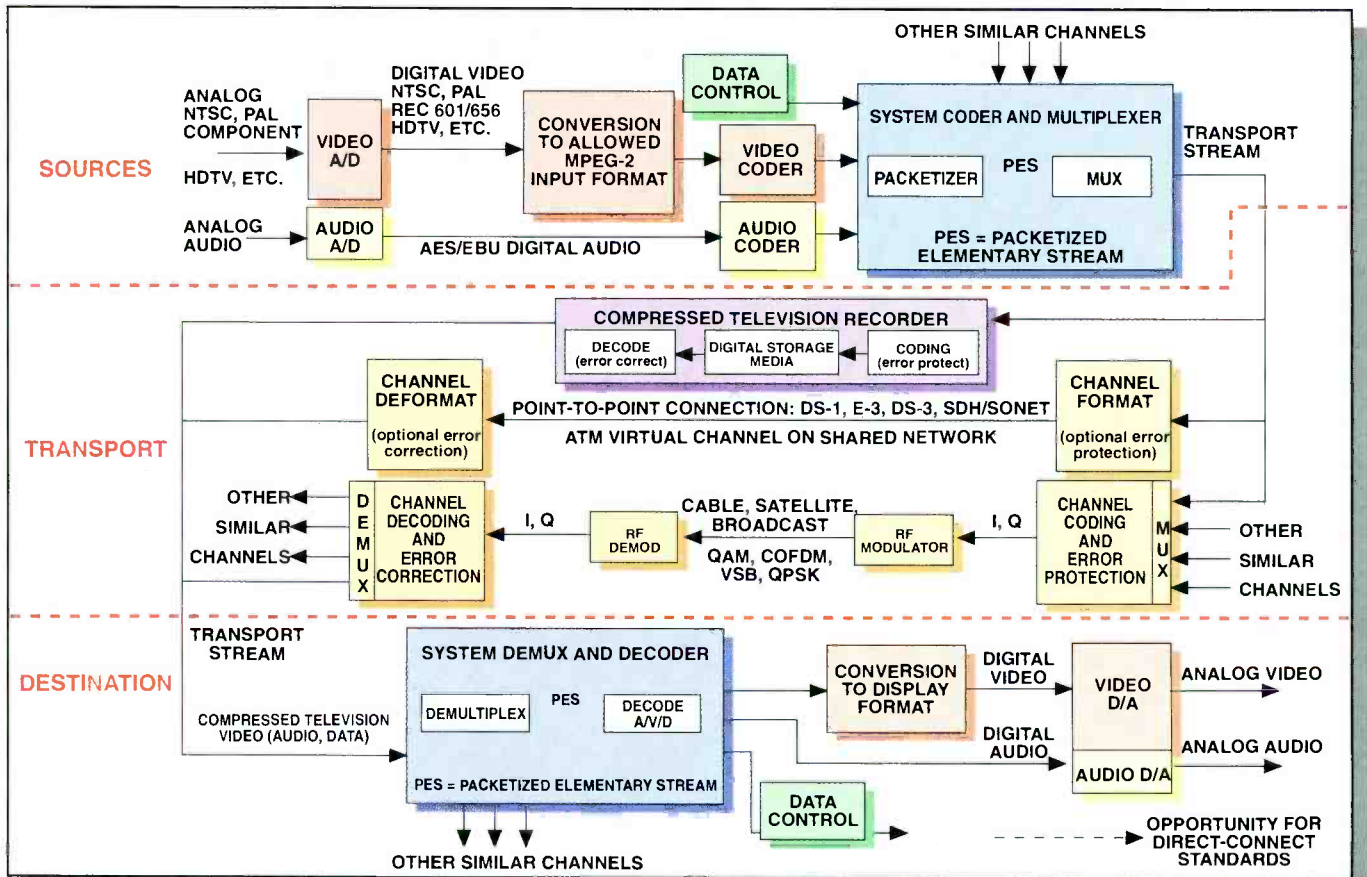 OTHER SIMILAR CHANNELS
SOURCES
ANALOG
NTSC, PAL
COMPONENT
HDTV, ETC.
VIDEO
A/D
DIGITAL VIDEO
NTSC, PAL
REC 601/656
HDTV, ETC.
CONVERSION
TO ALLOWED
MPEG-2
INPUT FORMAT
DATA
CONTROL
VIDEO
CODER
SYSTEM CODER AND MULTIPLEXER
PACKETIZER
PES
MUX
PES = PACKETIZED
ELEMENTARY STREAM
TRANSPORT
STREAM
ANALOG
AUDIO
AUDIO
A/D
AES/EBU DIGITAL AUDIO
AUDIO
CODER
TRANSPORT
COMPRESSED TELEVISION RECORDER
DECODE
(error correct)
DIGITAL STORAGE
MEDIA
CODING
(error protect)
CHANNEL
DEFORMAT
(optional error
correction)
POINT-TO-POINT CONNECTION: DS-1, E-3, DS-3, SDH/SONET
ATM VIRTUAL CHANNEL ON SHARED NETWORK
CHANNEL
FORMAT
(optional error
protection)
OTHER
SIMILAR
CHANNELS
DEMUX
CHANNEL
DECODING
AND
ERROR
CORRECTION
I, Q
RF
DEMOD
CABLE, SATELLITE,
BROADCAST
QAM, COFDM,
VSB, QPSK
RF
MODULATOR
I, Q
CHANNEL
CODING
AND
ERROR
PROTECTION
MUX
OTHER
SIMILAR
CHANNELS
DESTINATION
TRANSPORT
STREAM
COMPRESSED TELEVISION
VIDEO (AUDIO, DATA)
SYSTEM DEMUX AND DECODER
DEMULTIPLEX
PES
DECODE
A/V/D
PES = PACKETIZED ELEMENTARY STREAM
OTHER SIMILAR CHANNELS
CONVERSION
TO DISPLAY
FORMAT
DIGITAL
VIDEO
DIGITAL
AUDIO
DATA
CONTROL
VIDEO
D/A
AUDIO D/A
ANALOG VIDEO
ANALOG AUDIO
OPPORTUNITY FOR
DIRECT-CONNECT
STANDARDS